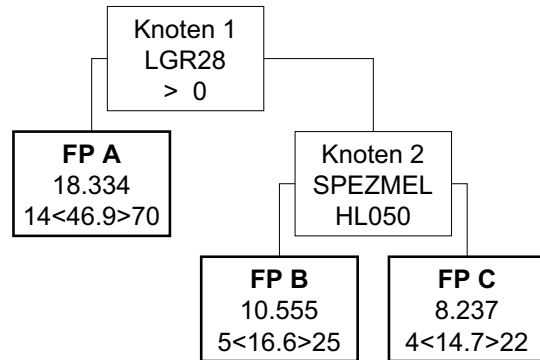 Knoten 1
LGR28
> 0
FP A
18.334
14<46.9>70
Knoten 2
SPEZMEL
HL050
FP B
10.555
5<16.6>25
FP C
8.237
4<14.7>22